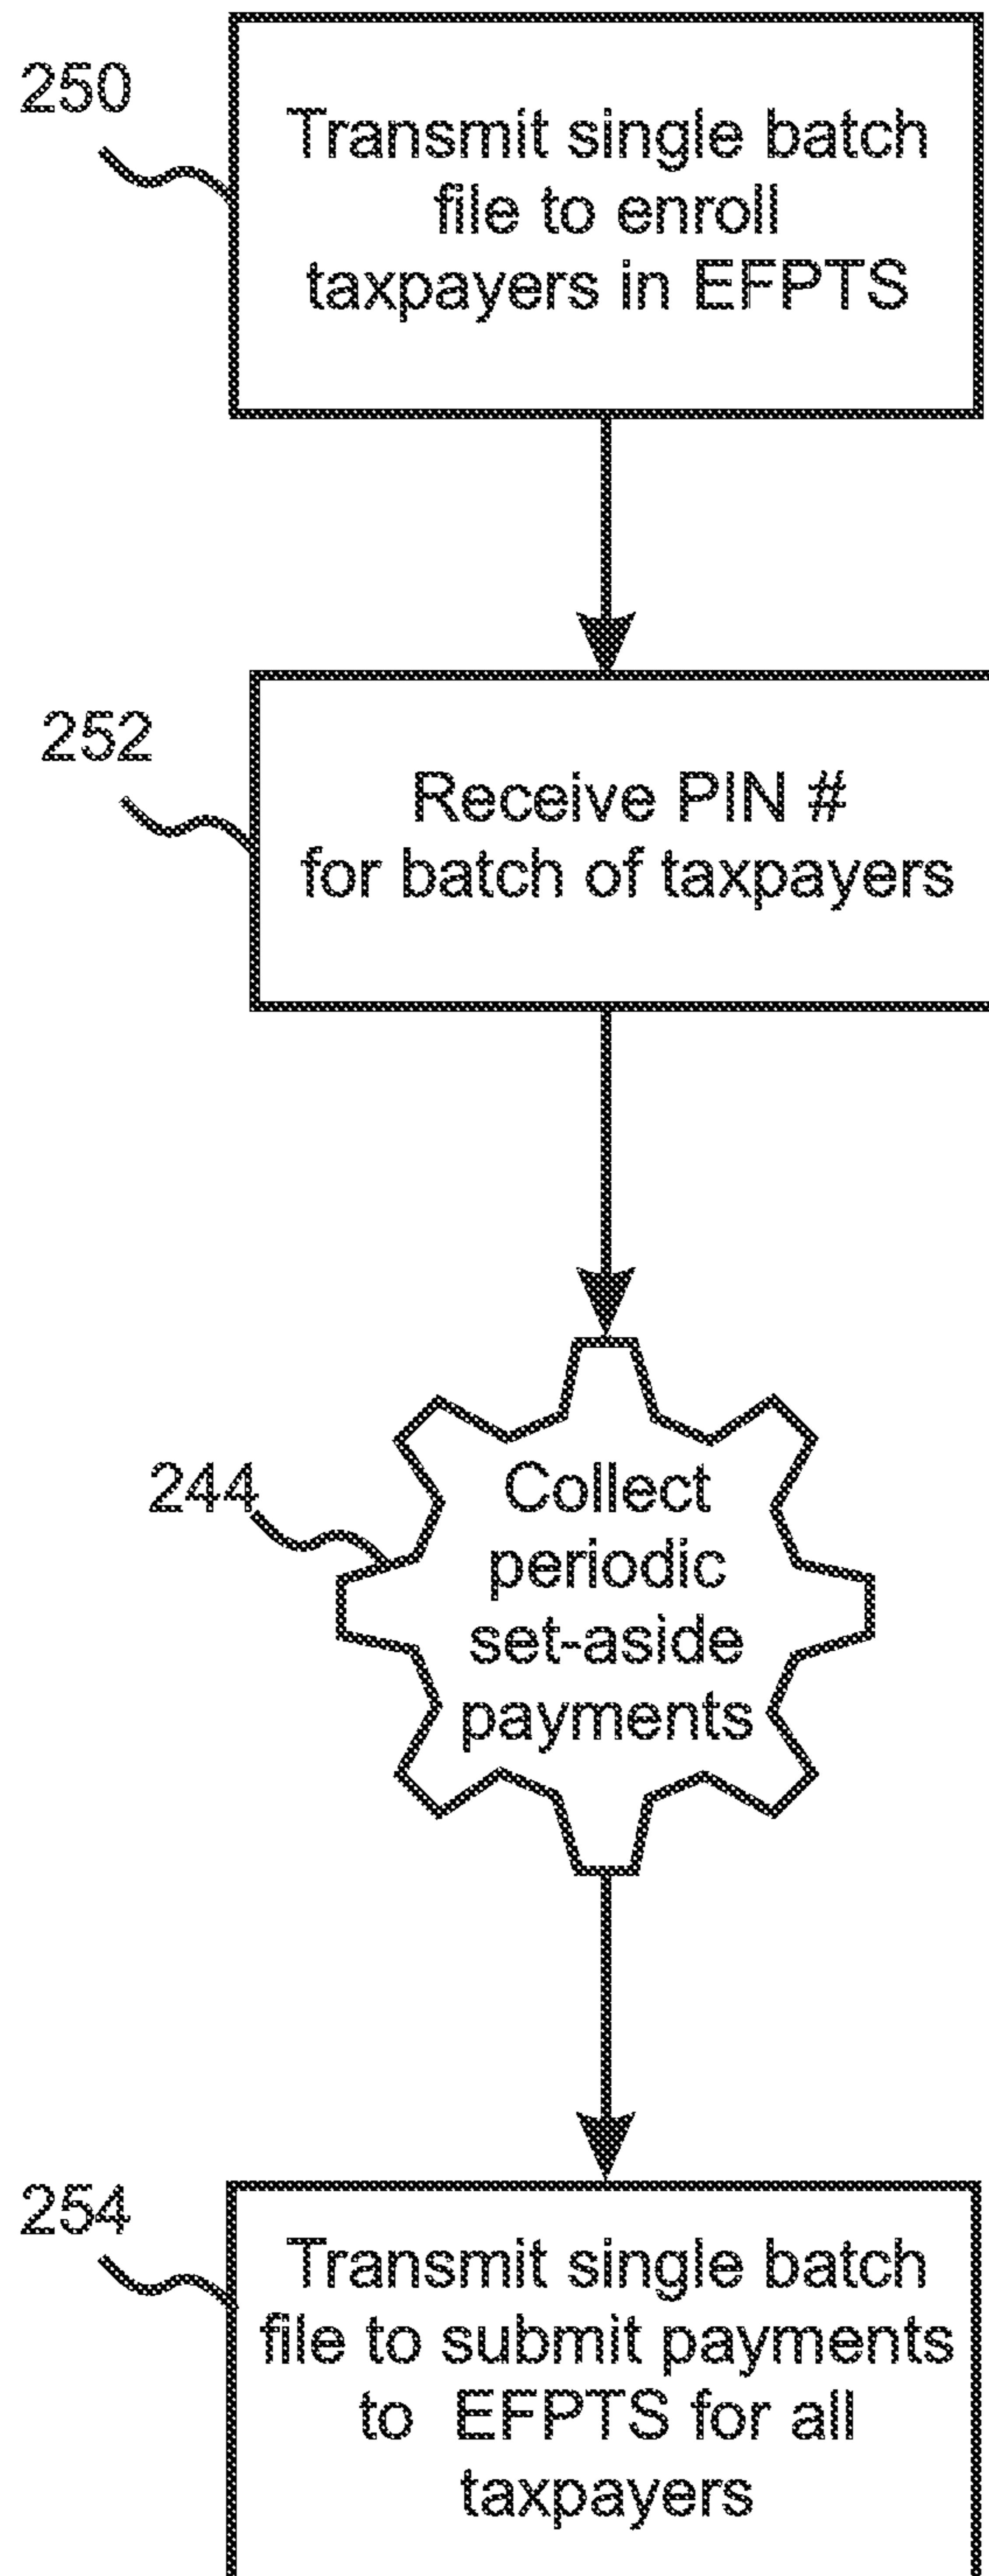 250
Transmit single batch
file to enroll
taxpayers in EFPTS
252
Receive PIN #
for batch of taxpayers
244
Collect
periodic
set-aside
payments
254
Transmit single batch
file to submit payments
to EFPTS for all
taxpayers